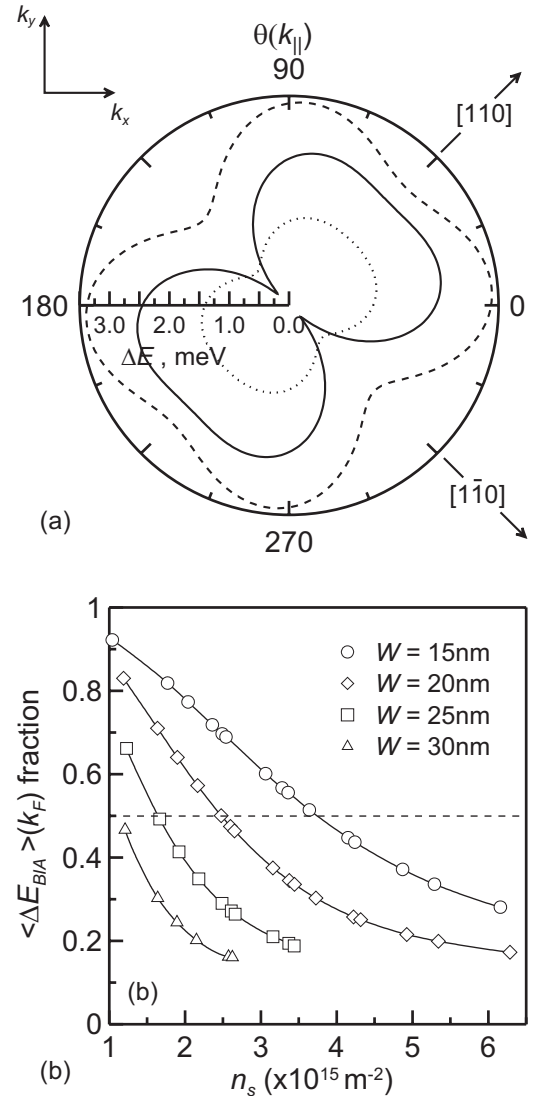 k_y
k_x
θ(k_||)
90
[110]
180
0
3.0 2.0 1.0 0.0
ΔE , meV
[11̄0]
(a)
270
1
W = 15nm
W = 20nm
W = 25nm
W = 30nm
0.8
0.6
0.4
0.2
0
<ΔE_BIA >(k_F) fraction
(b)
1 2 3 4 5 6
(b)
n_s (x10^15 m^-2)